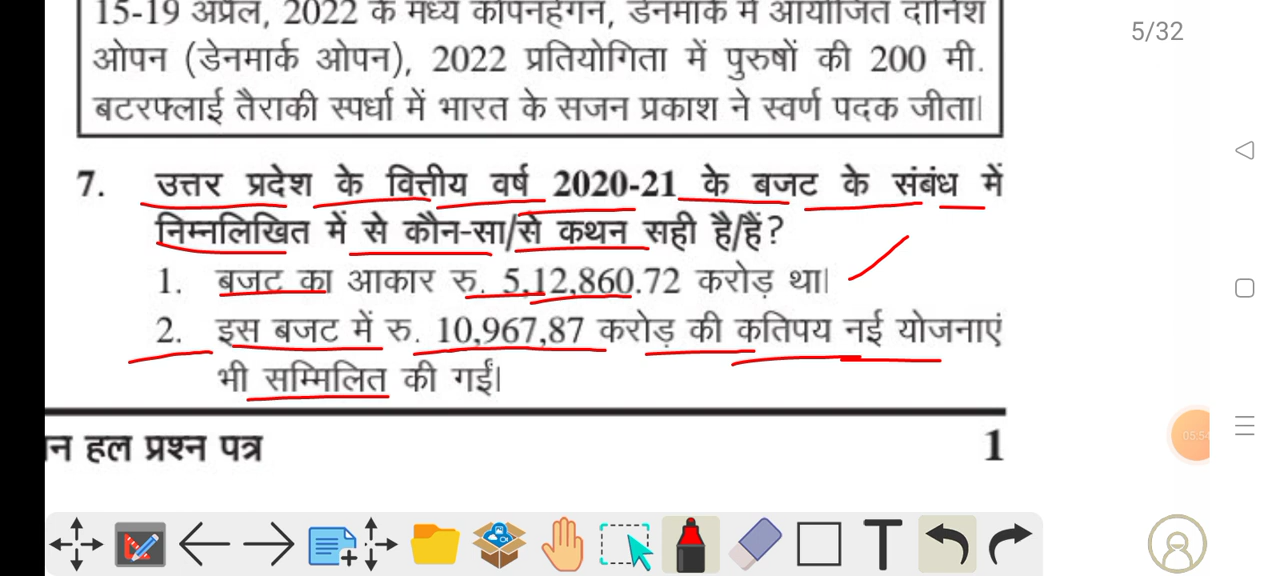 15-19 अप्रैल, 2022 के मध्य कोपेनहेगन, डेनमार्क में आयोजित दानिश
ओपन (डेनमार्क ओपन), 2022 प्रतियोगिता में पुरुषों की 200 मी.
बटरफ्लाई तैराकी स्पर्धा में भारत के सजन प्रकाश ने स्वर्ण पदक जीता।
5/32
7. उत्तर प्रदेश के वित्तीय वर्ष 2020-21 के बजट के संबंध में
निम्नलिखित में से कौन-सा/से कथन सही है/हैं?
1. बजट का आकार रु. 5,12,860.72 करोड़ था।
2. इस बजट में रु. 10,967,87 करोड़ की कतिपय नई योजनाएं
भी सम्मिलित की गईं।
न हल प्रश्न पत्र 1
T